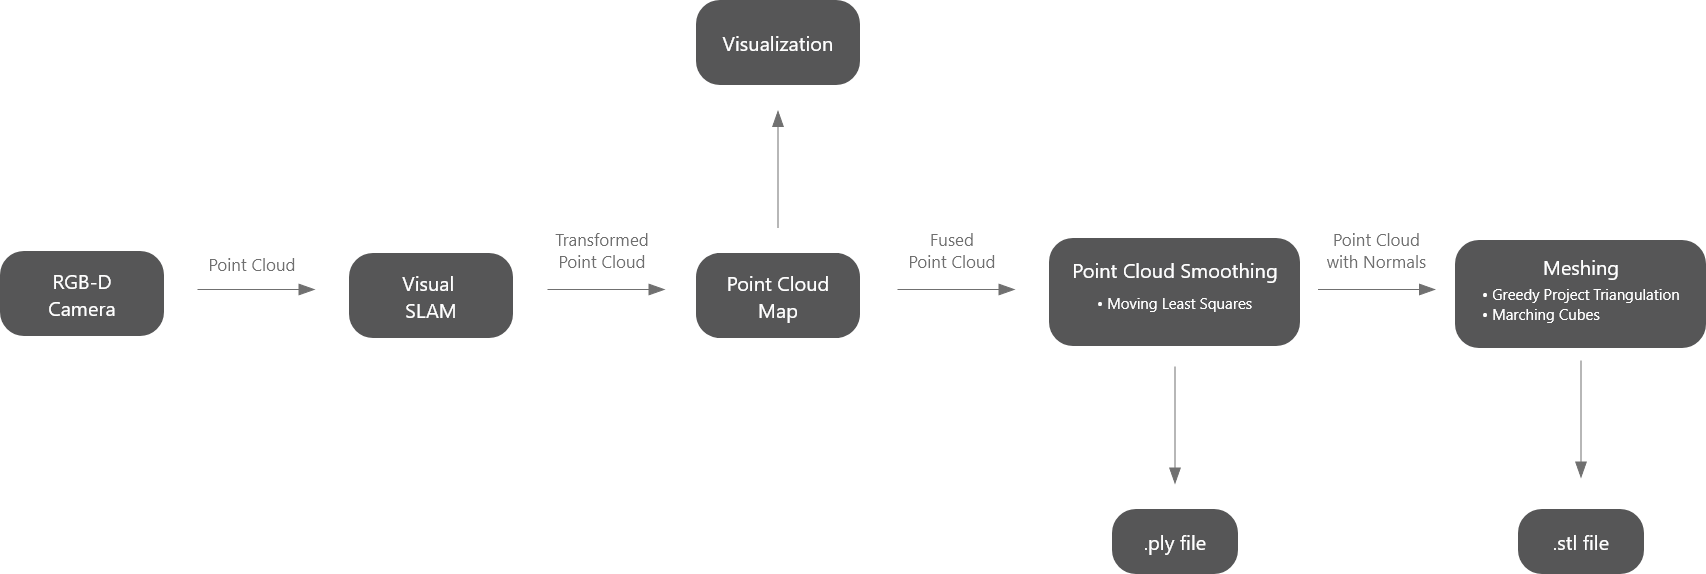 Visualization
RGB-D
Camera
Point Cloud
Visual
SLAM
Transformed
Point Cloud
Point Cloud
Map
Fused
Point Cloud
Point Cloud Smoothing
• Moving Least Squares
Point Cloud
with Normals
Meshing
• Greedy Project Triangulation
• Marching Cubes
.ply file
.stl file